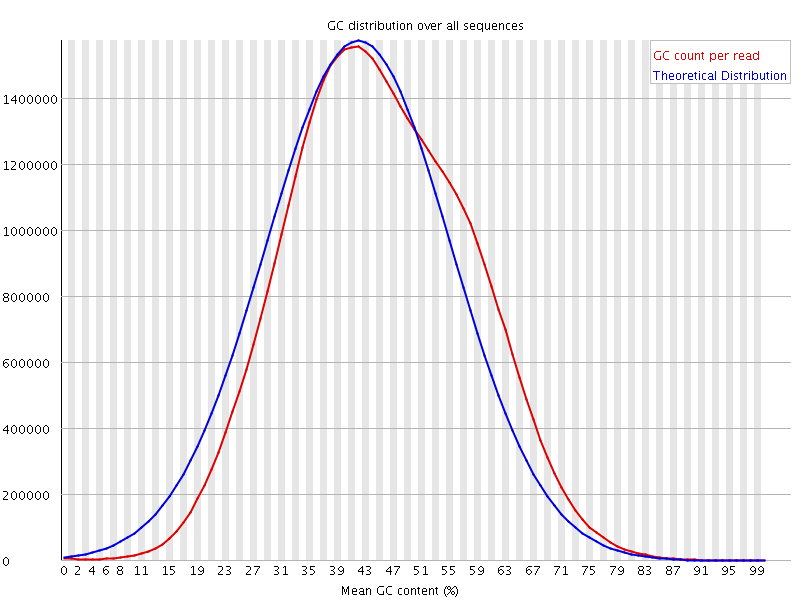 GC distribution over all sequences
GC count per read
Theoretical Distribution
1400000
1200000
1000000
800000
600000
400000
200000
0
0 2 4 6 8 11 15 19 23 27 31 35 39 43 47 51 55 59 63 67 71 75 79 83 87 91 95 99
Mean GC content (%)